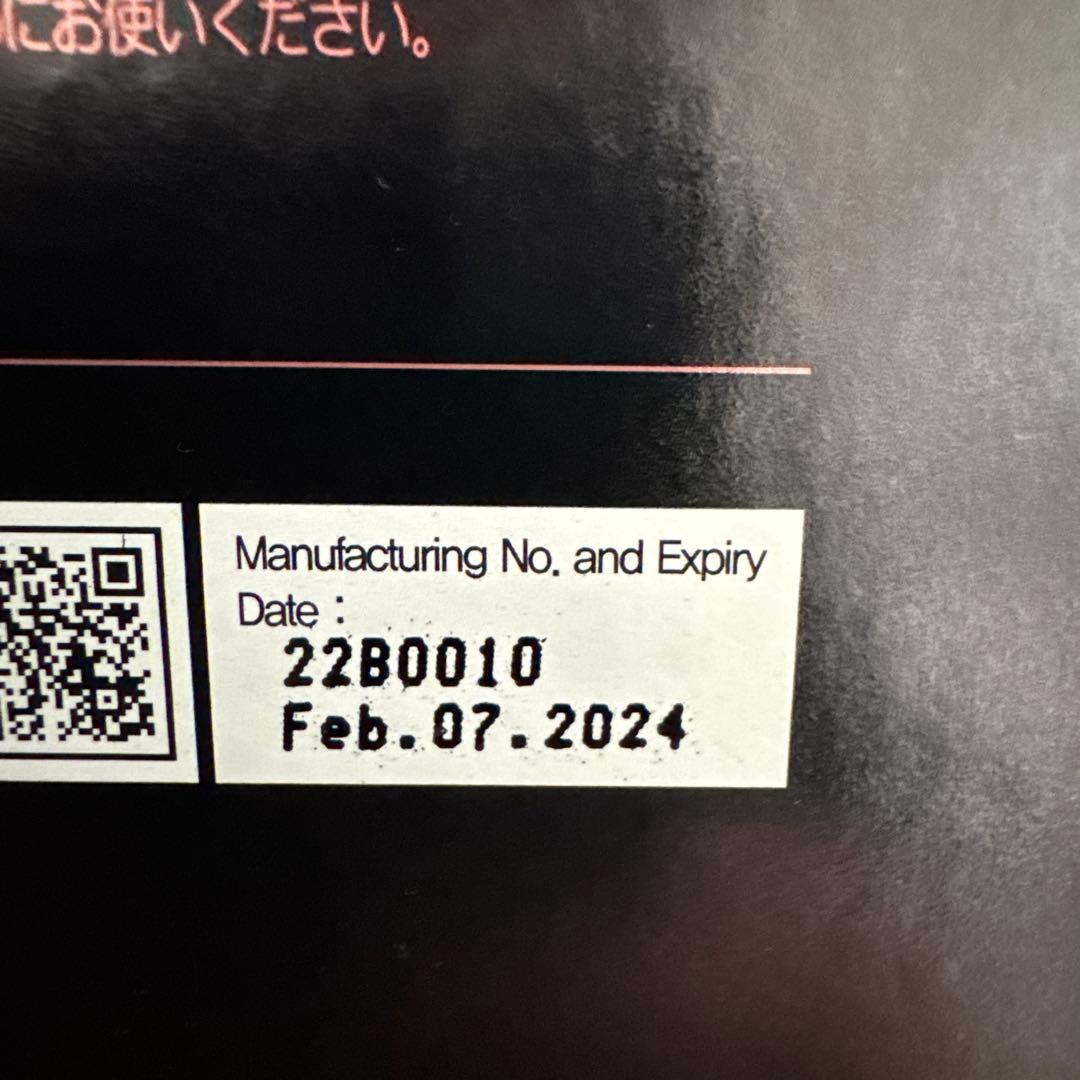 にお使いください。
Manufacturing No. and Expiry
Date :
22B0010
Feb.07.2024